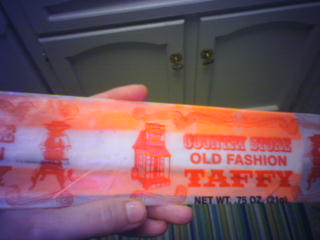 COUNTRY STORE
OLD FASHION
TAFFY
NET WT. .75 OZ. (21g)